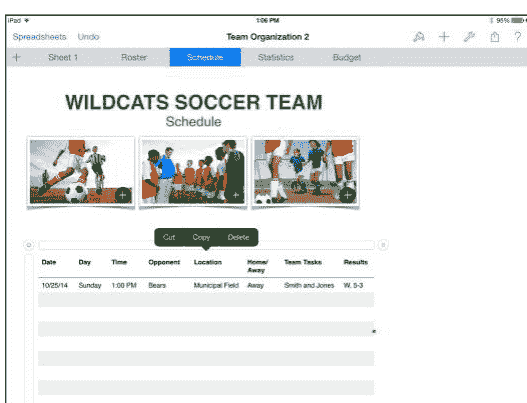 iPad 1:06 PM 95%
Spreadsheets Undo Team Organization 2 ?
+ Sheet 1 Roster Schedule Statistics Budget
WILDCATS SOCCER TEAM
Schedule
Cut Copy Delete
Date Day Time Opponent Location Home/ Team Tasks Results
Away
10/25/14 Sunday 1:00 PM Bears Municipal Field Away Smith and Jones W, 5-3